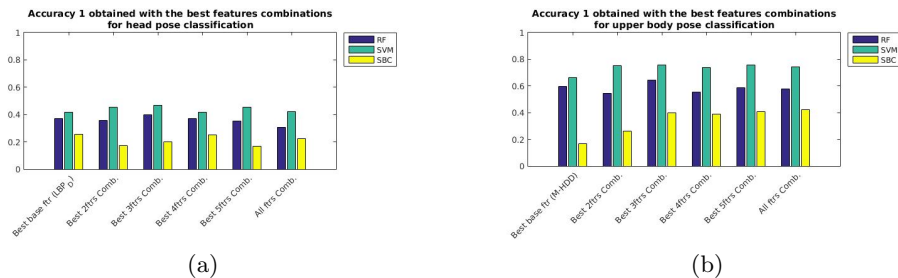 Accuracy 1 obtained with the best features combinations
for head pose classification
1
0.8
0.6
0.4
0.2
0
RF
SVM
SBC
Best base ftr (LBP_D)
Best 2ftrs Comb.
Best 3ftrs Comb.
Best 4ftrs Comb.
Best 5ftrs Comb.
All ftrs Comb.
(a)
Accuracy 1 obtained with the best features combinations
for upper body pose classification
1
0.8
0.6
0.4
0.2
0
RF
SVM
SBC
Best base ftr (M-HDD)
Best 2ftrs Comb.
Best 3ftrs Comb.
Best 4ftrs Comb.
Best 5ftrs Comb.
All ftrs Comb.
(b)